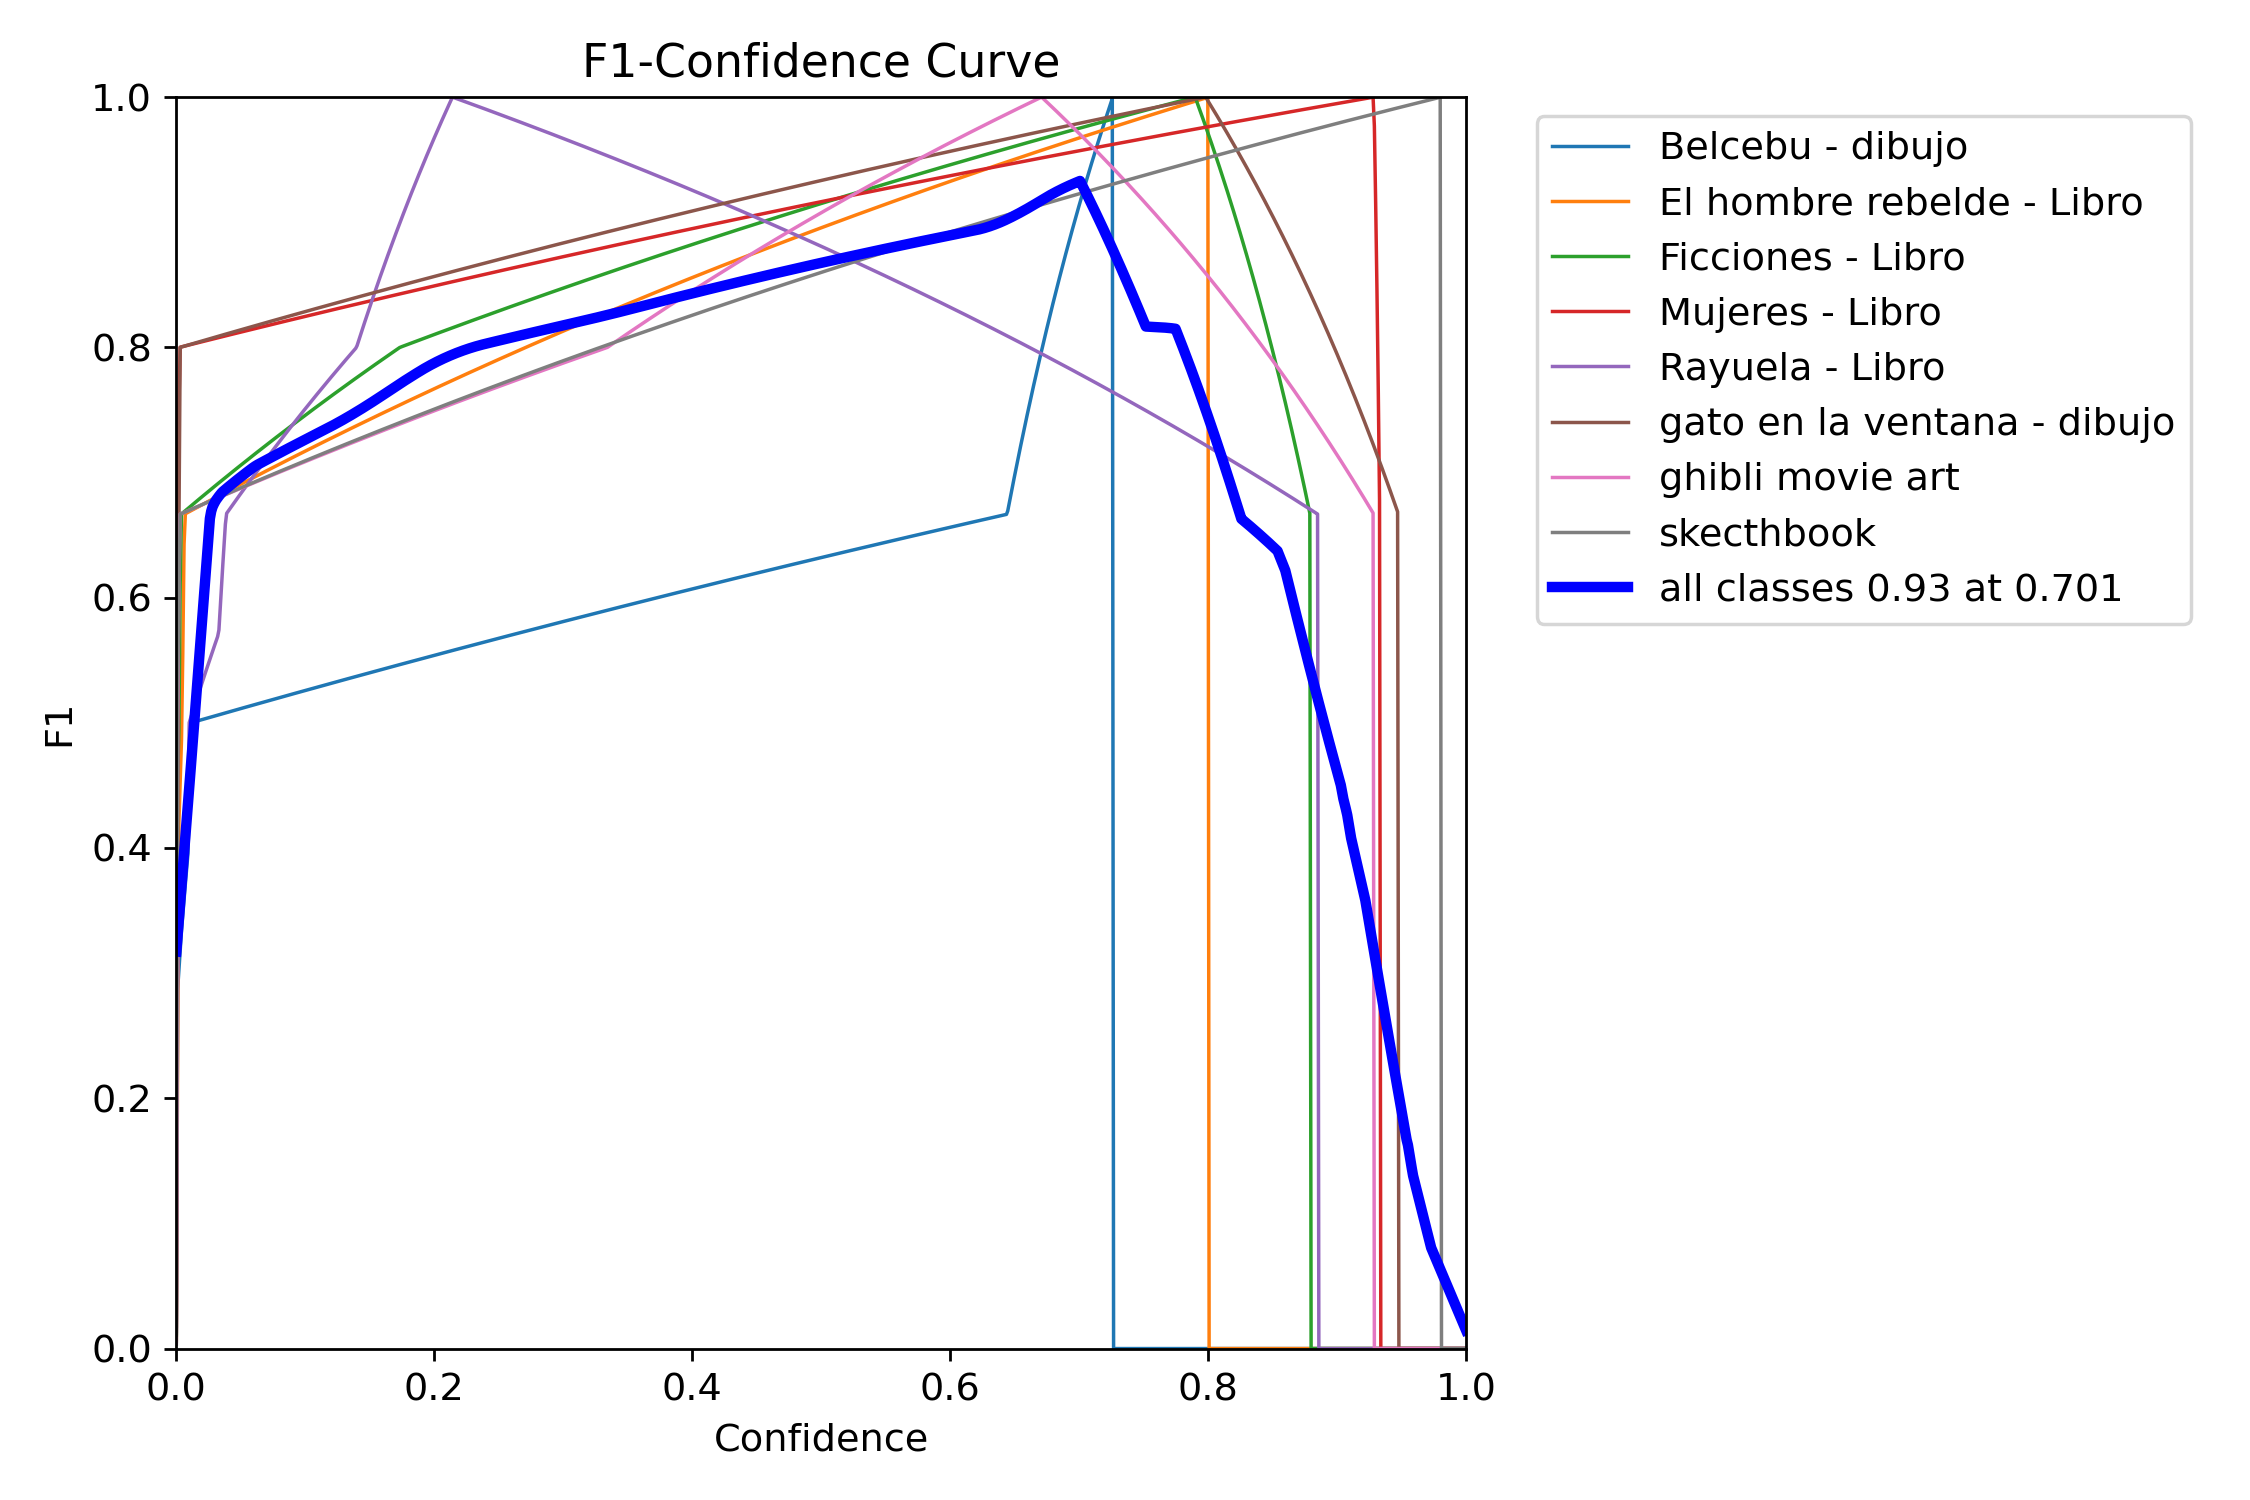 F1-Confidence Curve
1.0
0.8
0.6
0.4
0.2
0.0
F1
0.0 0.2 0.4 0.6 0.8 1.0
Confidence
Belcebu - dibujo
El hombre rebelde - Libro
Ficciones - Libro
Mujeres - Libro
Rayuela - Libro
gato en la ventana - dibujo
ghibli movie art
skecthbook
all classes 0.93 at 0.701